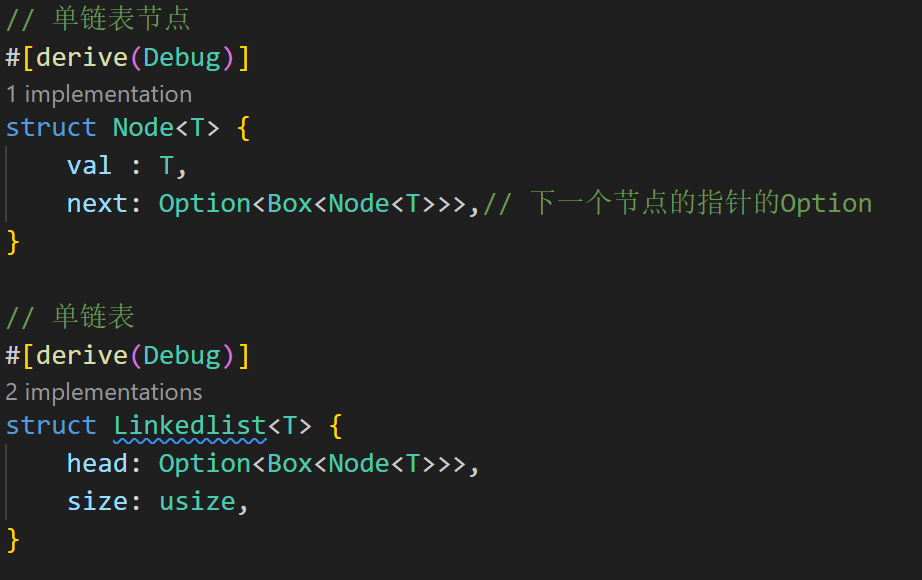 // 单链表节点
#[derive(Debug)]
1 implementation
struct Node<T> {
    val : T,
    next: Option<Box<Node<T>>>,// 下一个节点的指针的Option
}
// 单链表
#[derive(Debug)]
2 implementations
struct Linkedlist<T> {
    head: Option<Box<Node<T>>>,
    size: usize,
}